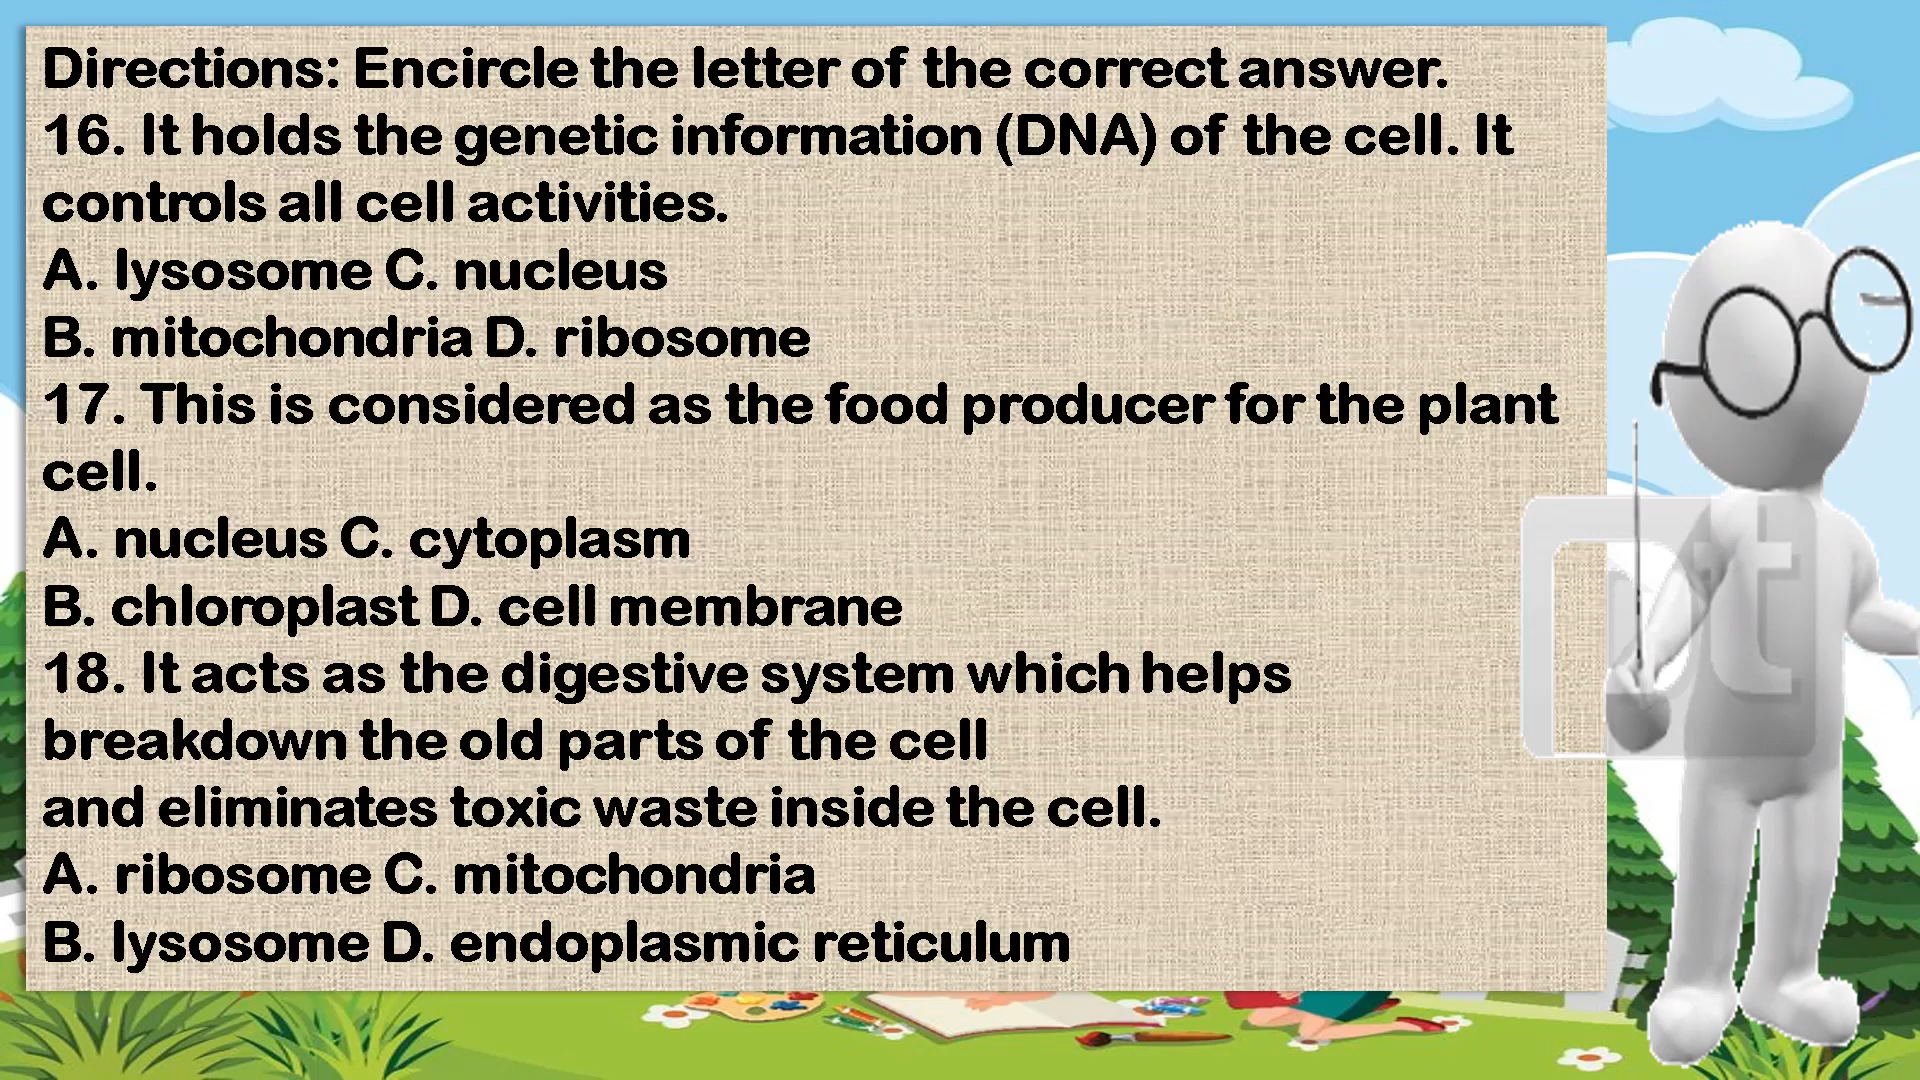 Directions: Encircle the letter of the correct answer.
16. It holds the genetic information (DNA) of the cell. It
controls all cell activities.
A. lysosome C. nucleus
B. mitochondria D. ribosome
17. This is considered as the food producer for the plant
cell.
A. nucleus C. cytoplasm
B. chloroplast D. cell membrane
18. It acts as the digestive system which helps
breakdown the old parts of the cell
and eliminates toxic waste inside the cell.
A. ribosome C. mitochondria
B. lysosome D. endoplasmic reticulum